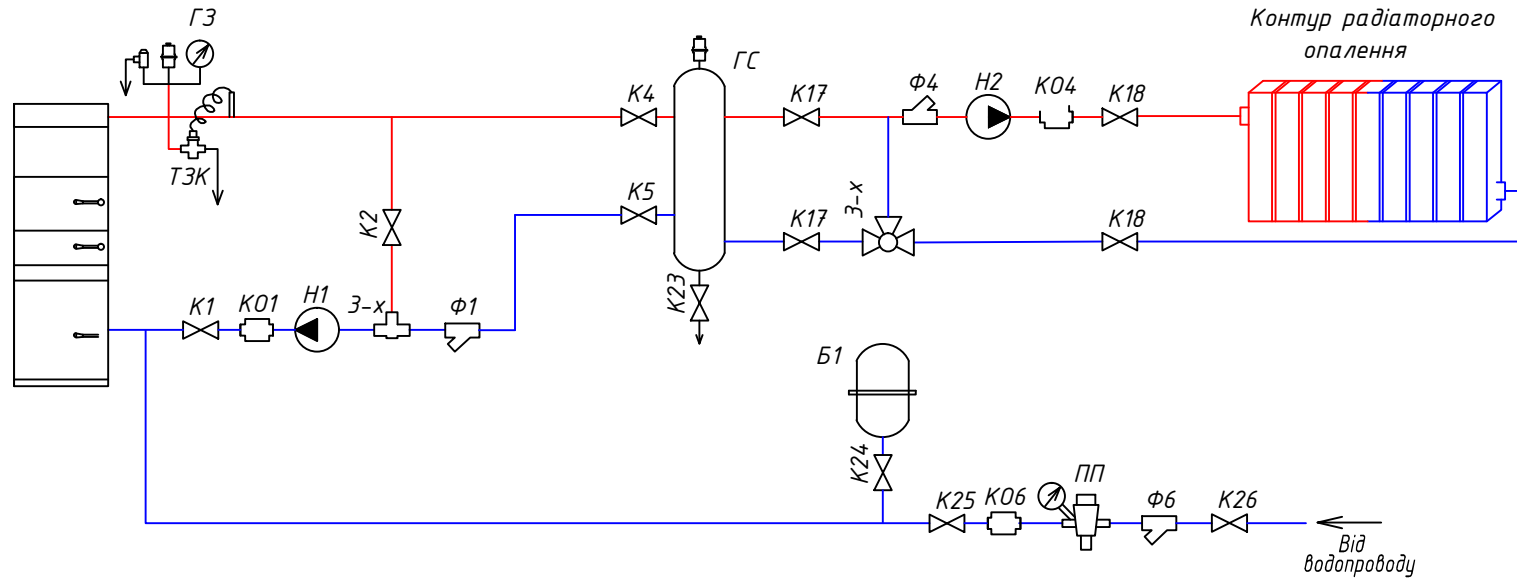 ГЗ
Контур радіаторного
опалення
ГС
К4
К17
Ф4
Н2
КО4
К18
ТЗК
К2
К5
К17
3-х
К18
К1
КО1
Н1
3-х
Ф1
К23
Б1
К24
К25
КО6
ПП
Ф6
К26
Від
водопроводу